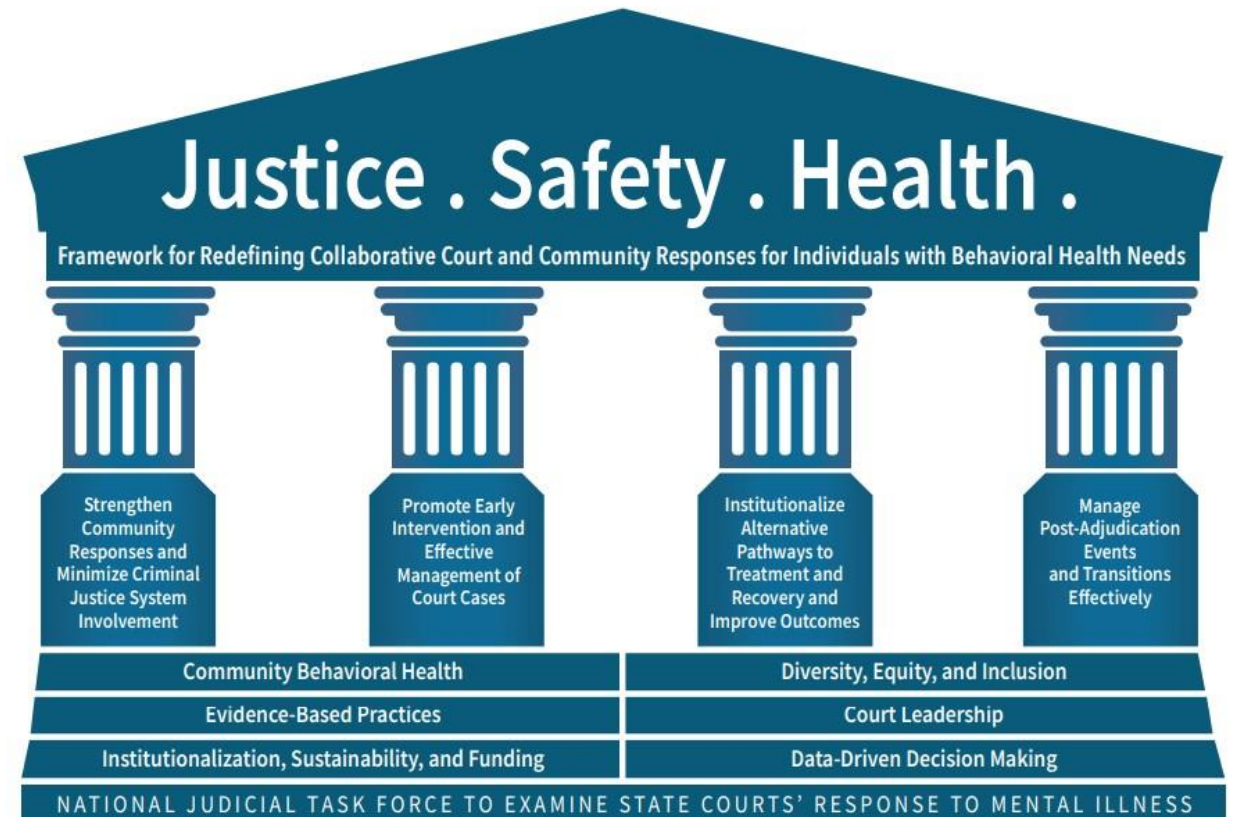 Justice . Safety . Health .
Framework for Redefining Collaborative Court and Community Responses for Individuals with Behavioral Health Needs
Strengthen
Community
Responses and
Minimize Criminal
Justice System
Involvement
Promote Early
Intervention and
Effective
Management of
Court Cases
Institutionalize
Alternative
Pathways to
Treatment and
Recovery and
Improve Outcomes
Manage
Post-Adjudication
Events
and Transitions
Effectively
Community Behavioral Health
Diversity, Equity, and Inclusion
Evidence-Based Practices
Court Leadership
Institutionalization, Sustainability, and Funding
Data-Driven Decision Making
NATIONAL JUDICIAL TASK FORCE TO EXAMINE STATE COURTS' RESPONSE TO MENTAL ILLNESS